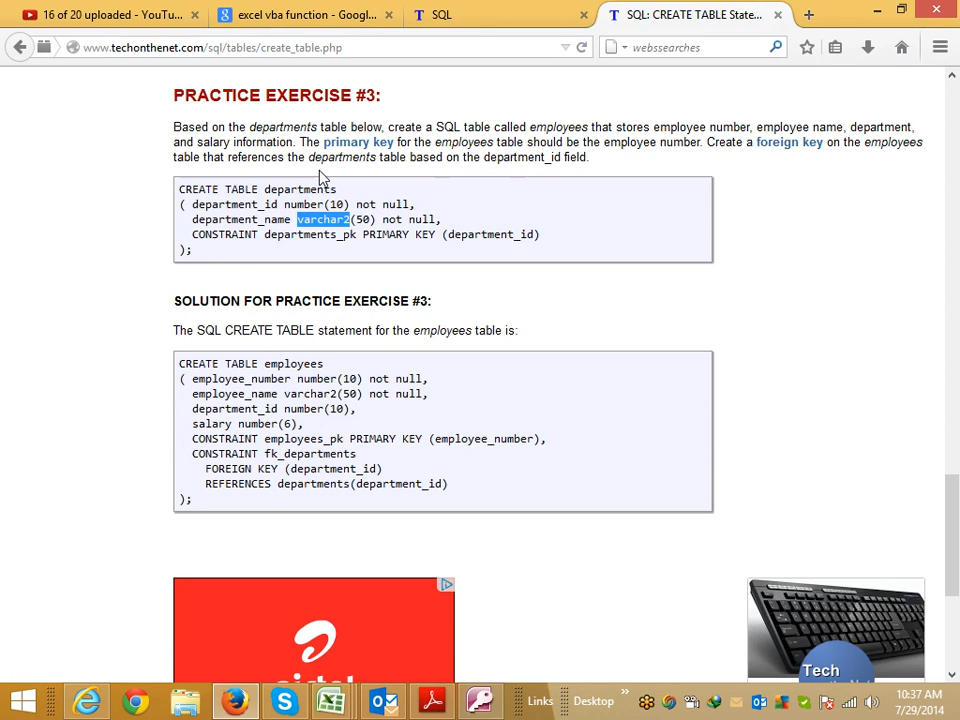 16 of 20 uploaded - YouTu...
excel vba function - Googl...
SQL
SQL: CREATE TABLE State...
www.techonthenet.com/sql/tables/create_table.php
webssearches
PRACTICE EXERCISE #3:
Based on the departments table below, create a SQL table called employees that stores employee number, employee name, department,
and salary information. The primary key for the employees table should be the employee number. Create a foreign key on the employees
table that references the departments table based on the department_id field.
CREATE TABLE departments
( department_id number(10) not null,
department_name varchar2(50) not null,
CONSTRAINT departments_pk PRIMARY KEY (department_id)
);
SOLUTION FOR PRACTICE EXERCISE #3:
The SQL CREATE TABLE statement for the employees table is:
CREATE TABLE employees
( employee_number number(10) not null,
employee_name varchar2(50) not null,
department_id number(10),
salary number(6),
CONSTRAINT employees_pk PRIMARY KEY (employee_number),
CONSTRAINT fk_departments
FOREIGN KEY (department_id)
REFERENCES departments(department_id)
);
airtel
Tech
Links
Desktop
10:37 AM
7/29/2014